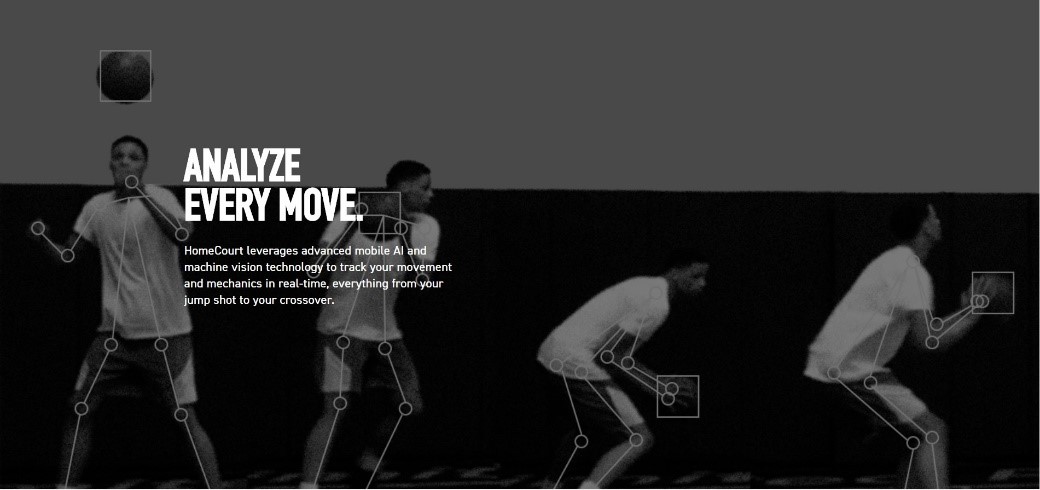 ANALYZE
EVERY MOVE.
HomeCourt leverages advanced mobile AI and
machine vision technology to track your movement
and mechanics in real-time, everything from your
jump shot to your crossover.